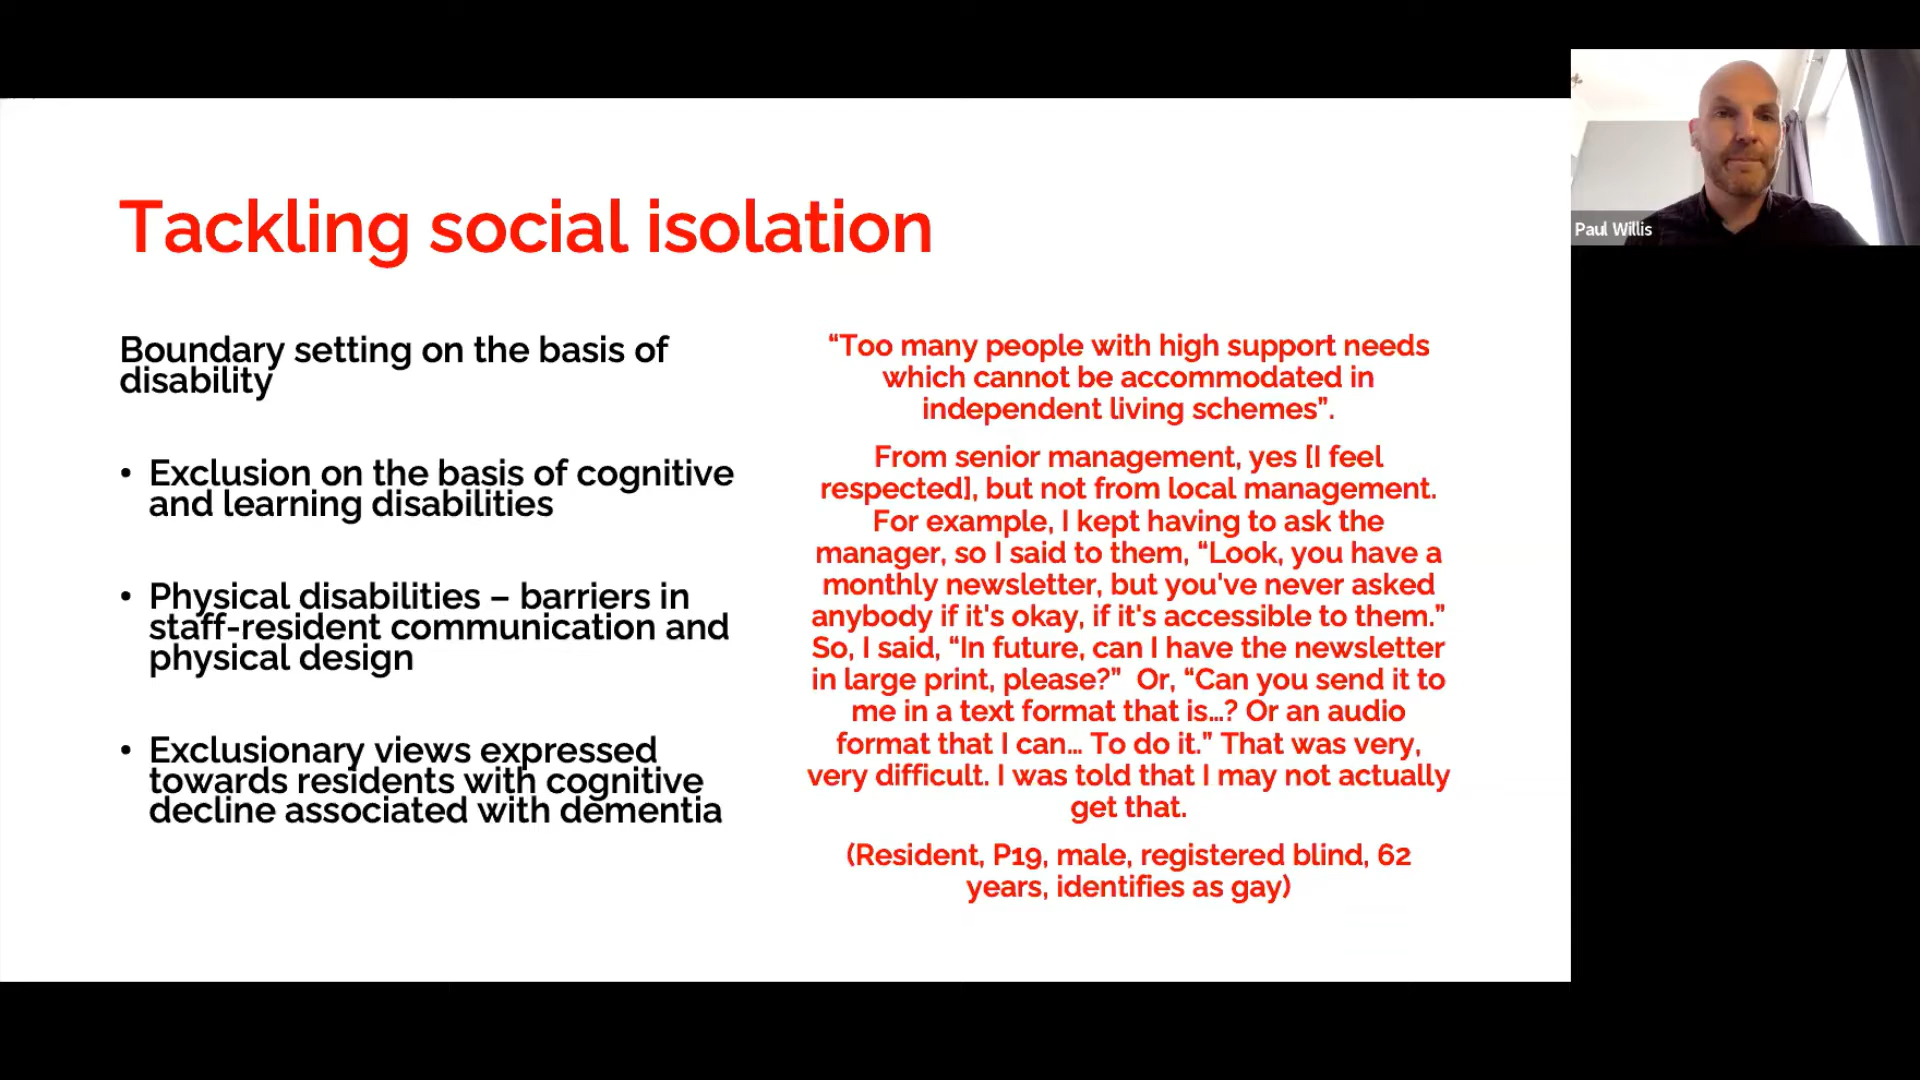 Tackling social isolation
Boundary setting on the basis of
disability
• Exclusion on the basis of cognitive
and learning disabilities
• Physical disabilities – barriers in
staff-resident communication and
physical design
• Exclusionary views expressed
towards residents with cognitive
decline associated with dementia
“Too many people with high support needs
which cannot be accommodated in
independent living schemes”.
From senior management, yes [I feel
respected], but not from local management.
For example, I kept having to ask the
manager, so I said to them, “Look, you have a
monthly newsletter, but you've never asked
anybody if it's okay, if it's accessible to them.”
So, I said, “In future, can I have the newsletter
in large print, please?” Or, “Can you send it to
me in a text format that is…? Or an audio
format that I can… To do it.” That was very,
very difficult. I was told that I may not actually
get that.
(Resident, P19, male, registered blind, 62
years, identifies as gay)
Paul Willis